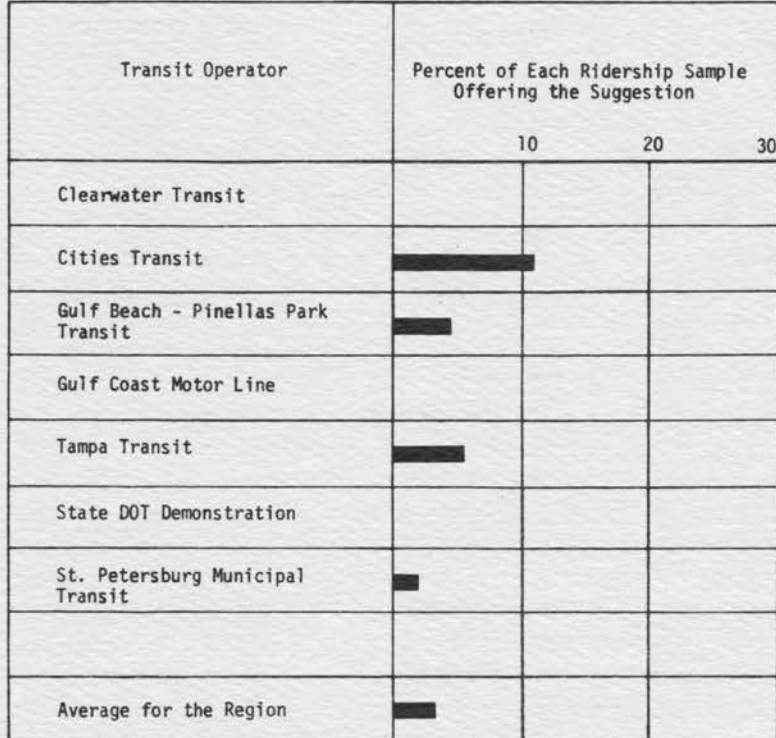 Transit Operator
Percent of Each Ridership Sample
Offering the Suggestion
10 20 30
Clearwater Transit
Cities Transit
Gulf Beach - Pinellas Park
Transit
Gulf Coast Motor Line
Tampa Transit
State DOT Demonstration
St. Petersburg Municipal
Transit
Average for the Region